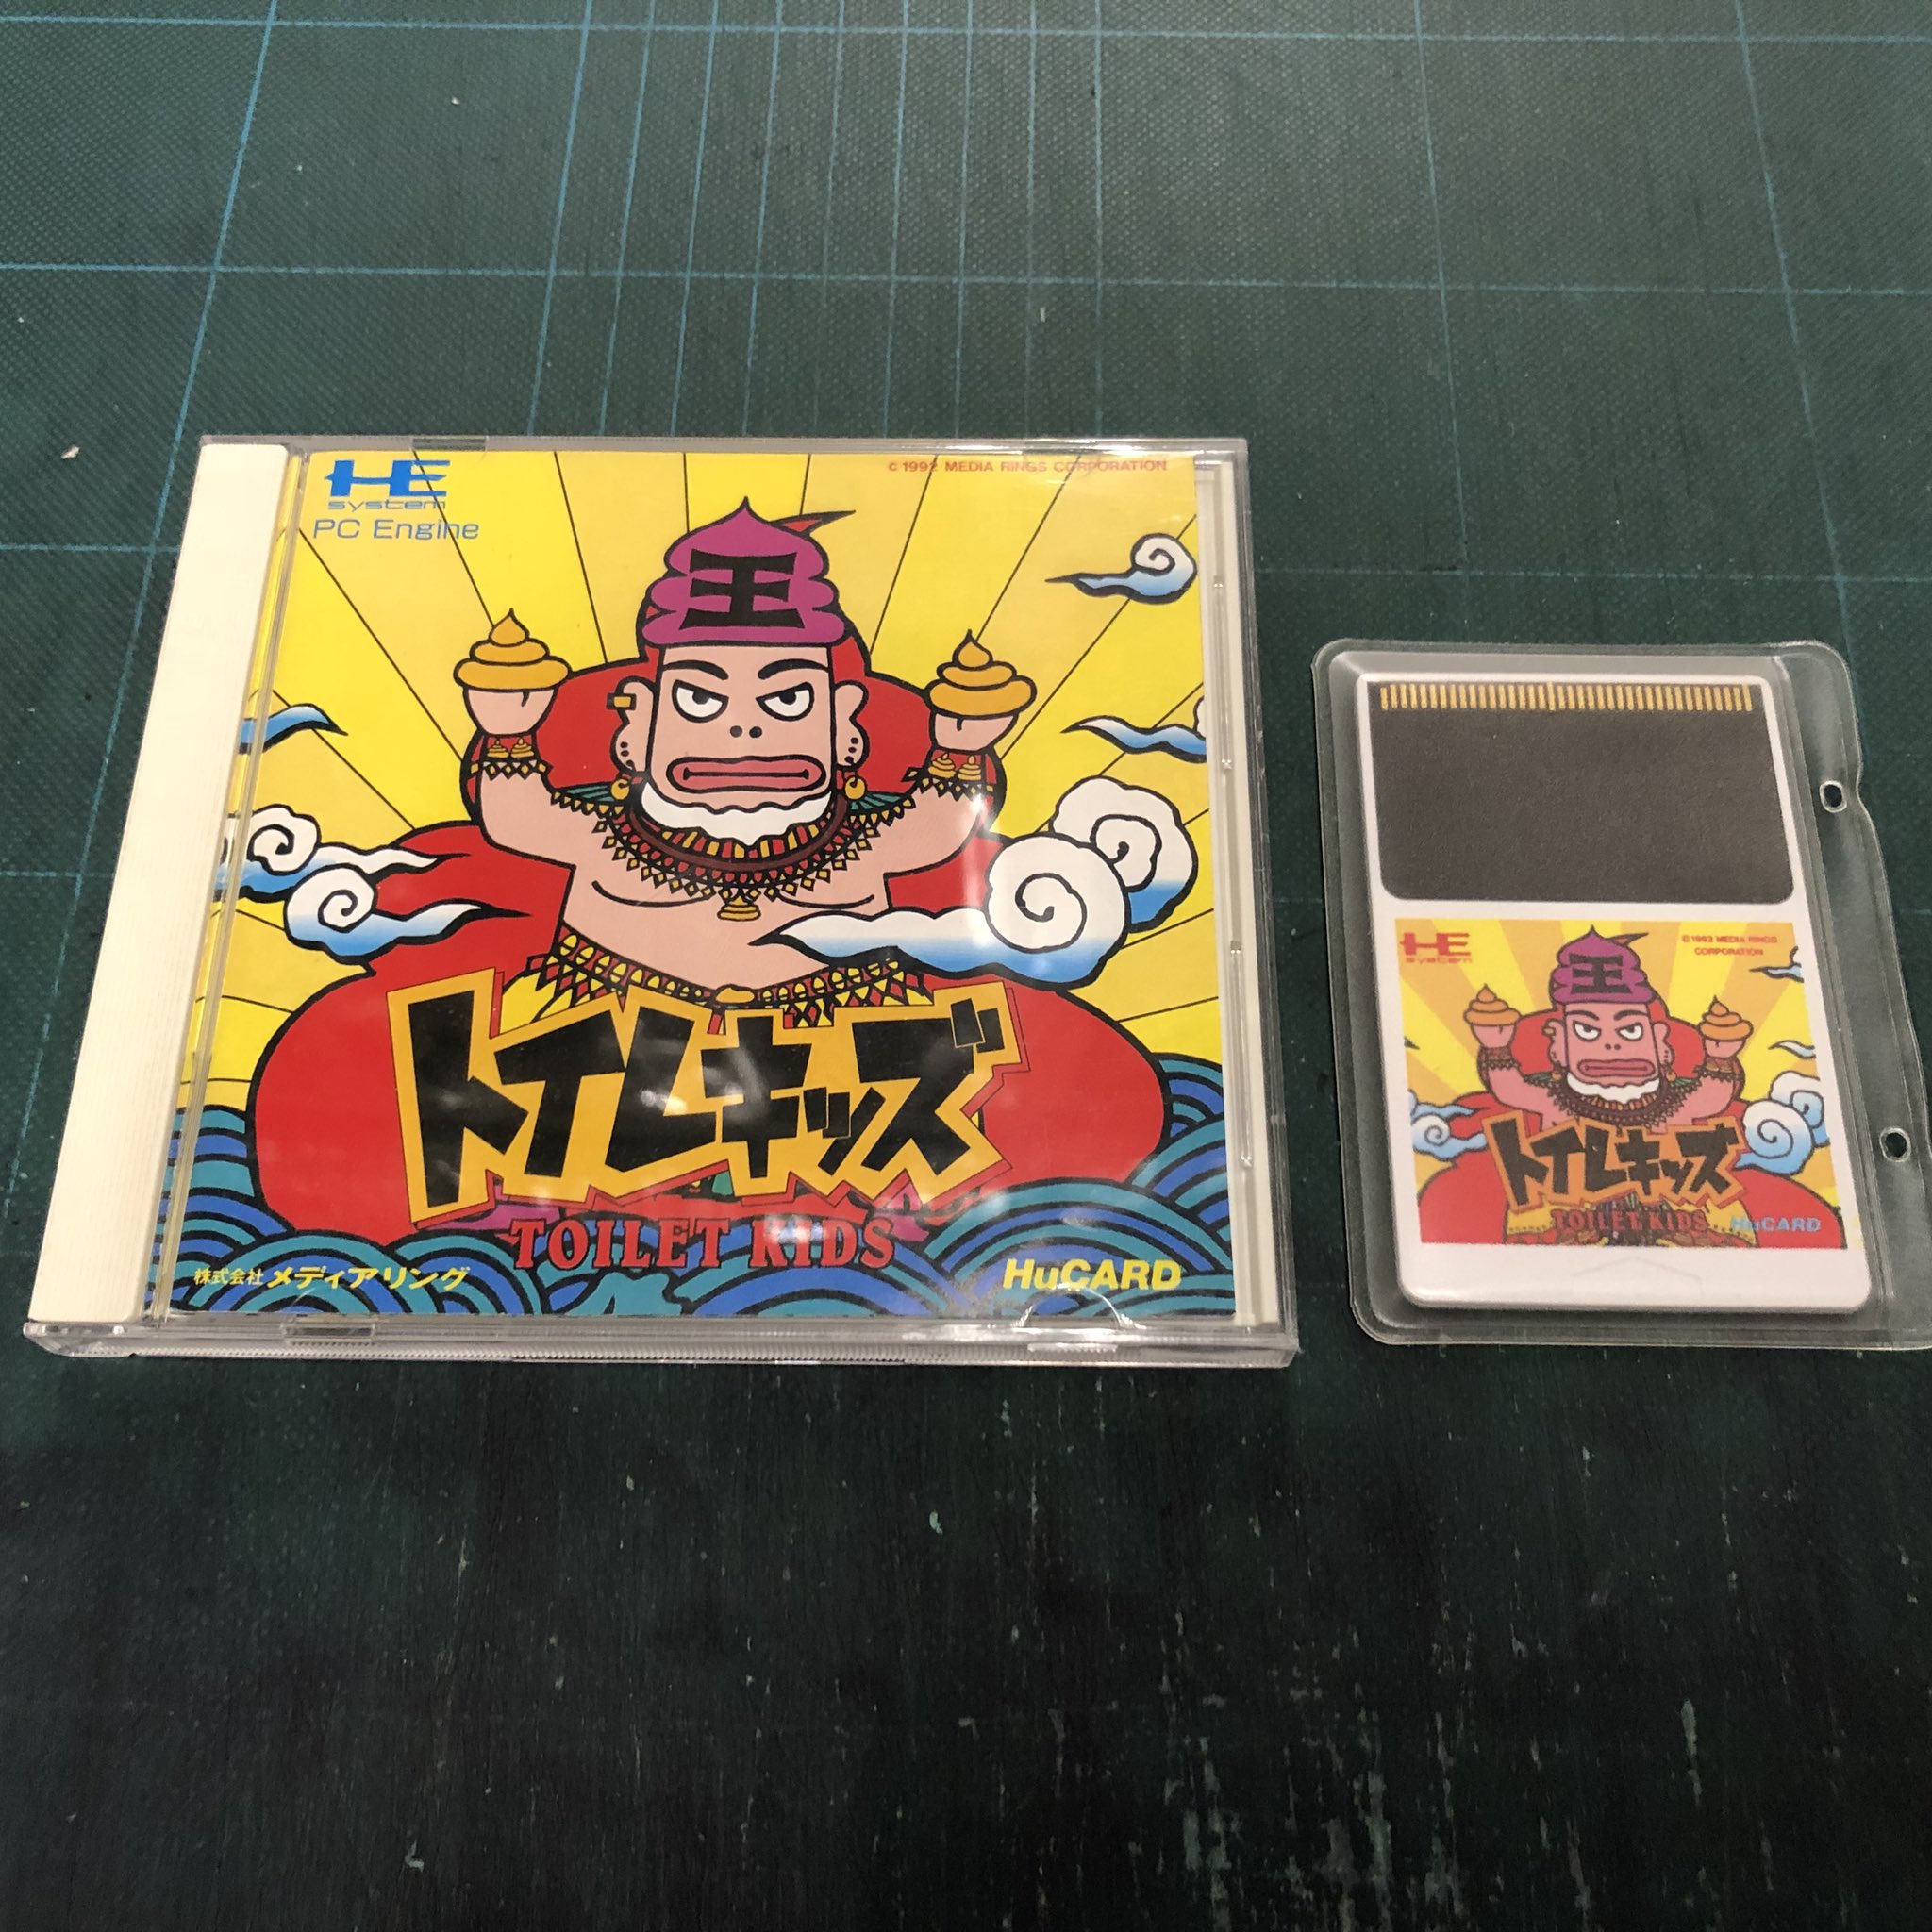 HE
system
PC Engine
©1992 MEDIA RINGS CORPORATION
王
トイレキッズ
TOILET KIDS
株式会社メディアリング
HuCARD
HE
system
©1992 MEDIA RINGS
CORPORATION
王
トイレキッズ
TOILET KIDS
HuCARD